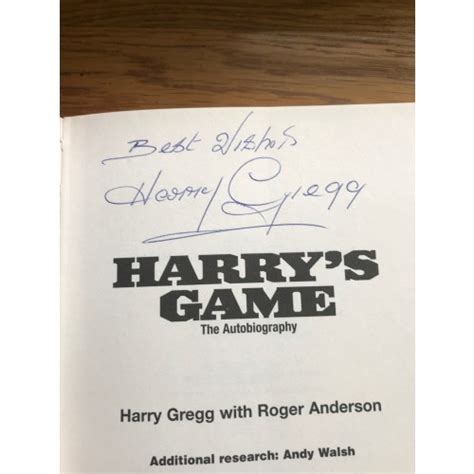 Best Wishes
Harry Gregg
HARRY'S
GAME
The Autobiography
Harry Gregg with Roger Anderson
Additional research: Andy Walsh